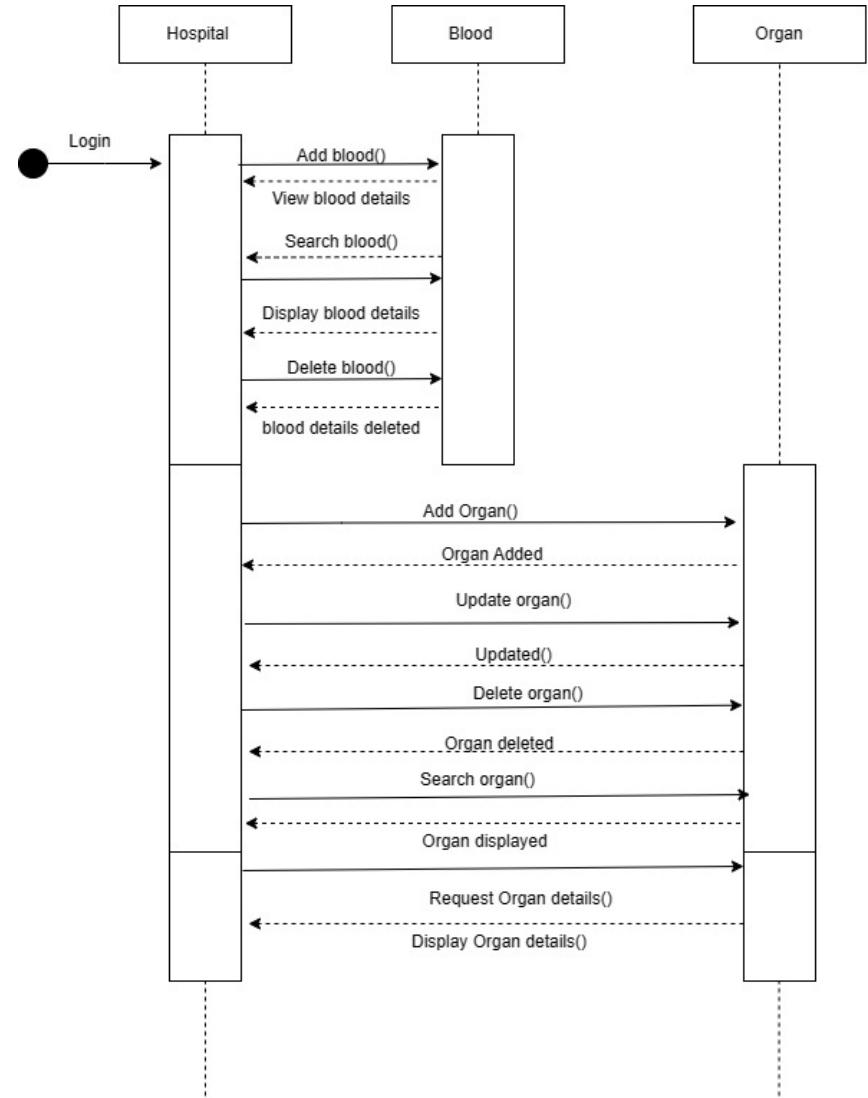 Hospital
Blood
Organ
Login
Add blood()
View blood details
Search blood()
Display blood details
Delete blood()
blood details deleted
Add Organ()
Organ Added
Update organ()
Updated()
Delete organ()
Organ deleted
Search organ()
Organ displayed
Request Organ details()
Display Organ details()